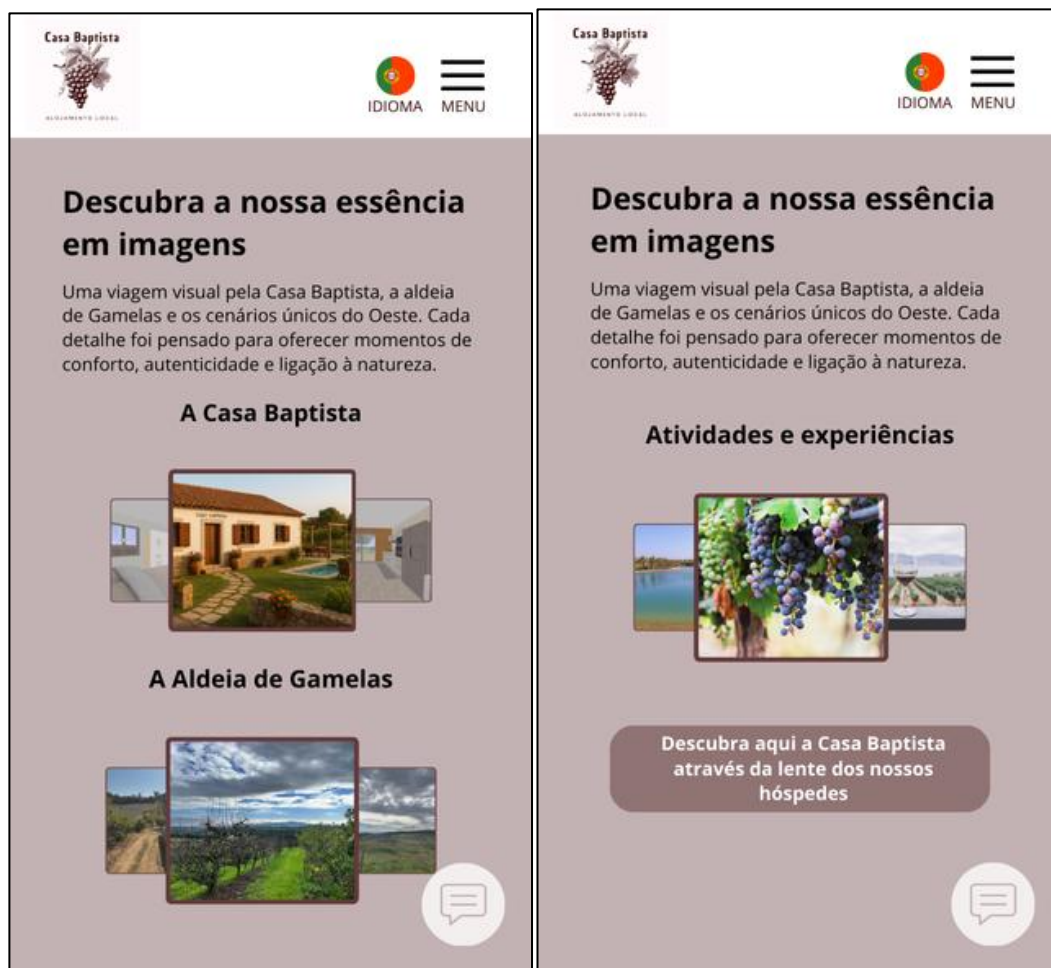 Casa Baptista
ALOJAMENTO LOCAL
IDIOMA MENU
Descubra a nossa essência
em imagens
Uma viagem visual pela Casa Baptista, a aldeia
de Gamelas e os cenários únicos do Oeste. Cada
detalhe foi pensado para oferecer momentos de
conforto, autenticidade e ligação à natureza.
A Casa Baptista
A Aldeia de Gamelas
Casa Baptista
ALOJAMENTO LOCAL
IDIOMA MENU
Descubra a nossa essência
em imagens
Uma viagem visual pela Casa Baptista, a aldeia
de Gamelas e os cenários únicos do Oeste. Cada
detalhe foi pensado para oferecer momentos de
conforto, autenticidade e ligação à natureza.
Atividades e experiências
Descubra aqui a Casa Baptista
através da lente dos nossos
hóspedes